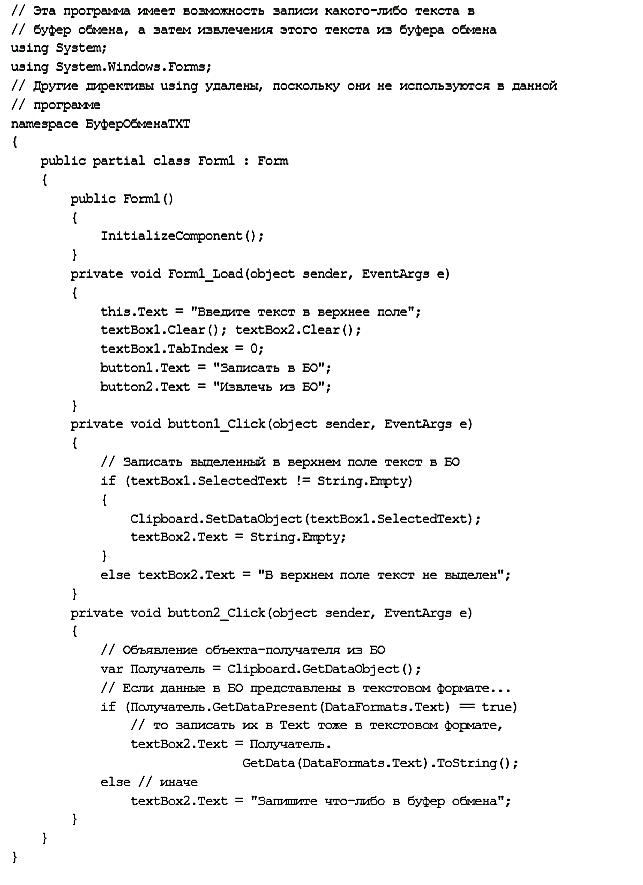 // Эта программа имеет возможность записи какого-либо текста в
// буфер обмена, а затем извлечения этого текста из буфера обмена
using System;
using System.Windows.Forms;
// Другие директивы using удалены, поскольку они не используются в данной
// программе
namespace БуферОбменаTXT
{
    public partial class Form1 : Form
    {
        public Form1()
        {
            InitializeComponent();
        }
        private void Form1_Load(object sender, EventArgs e)
        {
            this.Text = "Введите текст в верхнее поле";
            textBox1.Clear(); textBox2.Clear();
            textBox1.TabIndex = 0;
            button1.Text = "Записать в БО";
            button2.Text = "Извлечь из БО";
        }
        private void button1_Click(object sender, EventArgs e)
        {
            // Записать выделенный в верхнем поле текст в БО
            if (textBox1.SelectedText != String.Empty)
            {
                Clipboard.SetDataObject(textBox1.SelectedText);
                textBox2.Text = String.Empty;
            }
            else textBox2.Text = "В верхнем поле текст не выделен";
        }
        private void button2_Click(object sender, EventArgs e)
        {
            // Объявление объекта-получателя из БО
            var Получатель = Clipboard.GetDataObject();
            // Если данные в БО представлены в текстовом формате...
            if (Получатель.GetDataPresent(DataFormats.Text) == true)
                // то записать их в Text тоже в текстовом формате,
                textBox2.Text = Получатель.
                               GetData(DataFormats.Text).ToString();
            else // иначе
                textBox2.Text = "Запишите что-либо в буфер обмена";
        }
    }
}